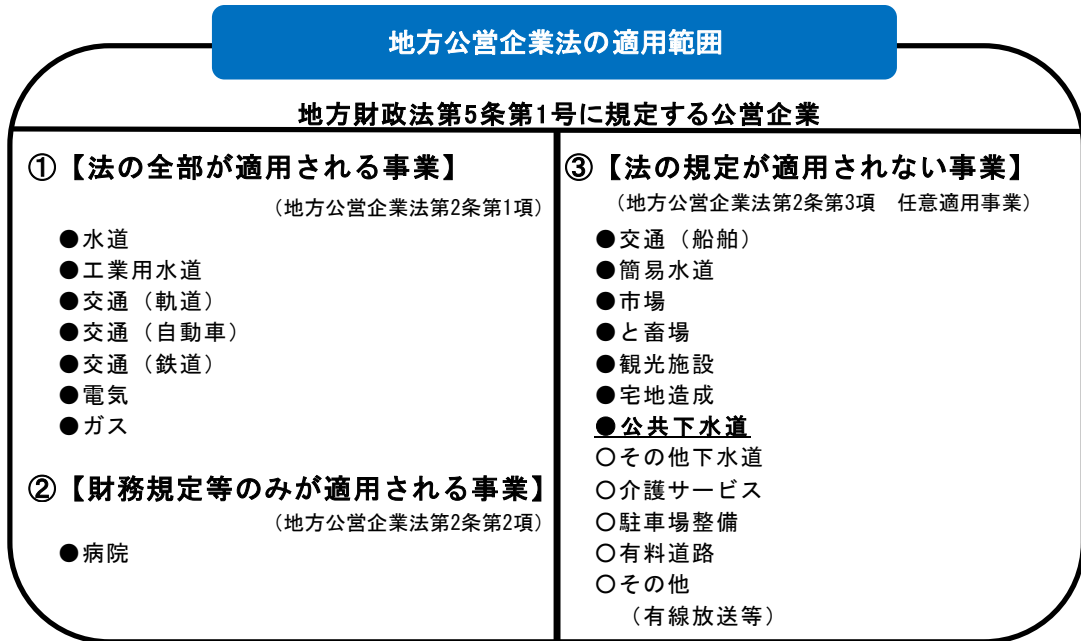 地方公営企業法の適用範囲
地方財政法第5条第1号に規定する公営企業
①【法の全部が適用される事業】
(地方公営企業法第2条第1項)
●水道
●工業用水道
●交通（軌道）
●交通（自動車）
●交通（鉄道）
●電気
●ガス
②【財務規定等のみが適用される事業】
(地方公営企業法第2条第2項)
●病院
③【法の規定が適用されない事業】
（地方公営企業法第2条第3項　任意適用事業）
●交通（船舶）
●簡易水道
●市場
●と畜場
●観光施設
●宅地造成
●公共下水道
○その他下水道
○介護サービス
○駐車場整備
○有料道路
○その他
（有線放送等）